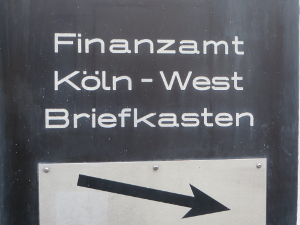 Finanzamt
Köln - West
Briefkasten